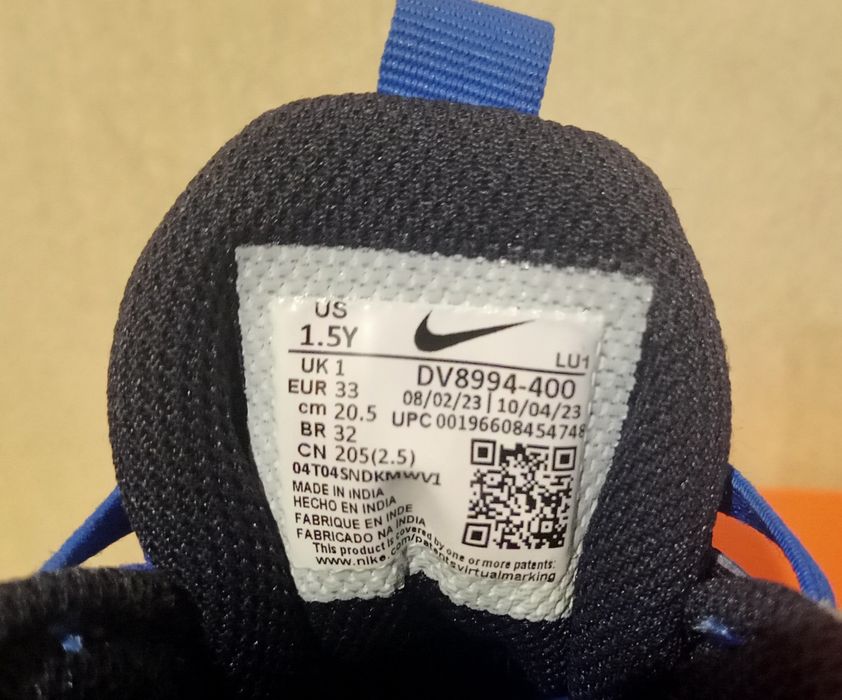 US
1.5Y
LU1
UK 1
EUR 33
cm 20.5
BR 32
CN 205(2.5)
DV8994-400
08/02/23 | 10/04/23
UPC 00196608454748
04T04SNDKMWV1
MADE IN INDIA
HECHO EN INDIA
FABRIQUE EN INDE
FABRICADO NA INDIA
This product is covered by one or more patents:
www.nike.com/patentsvirtualmarking